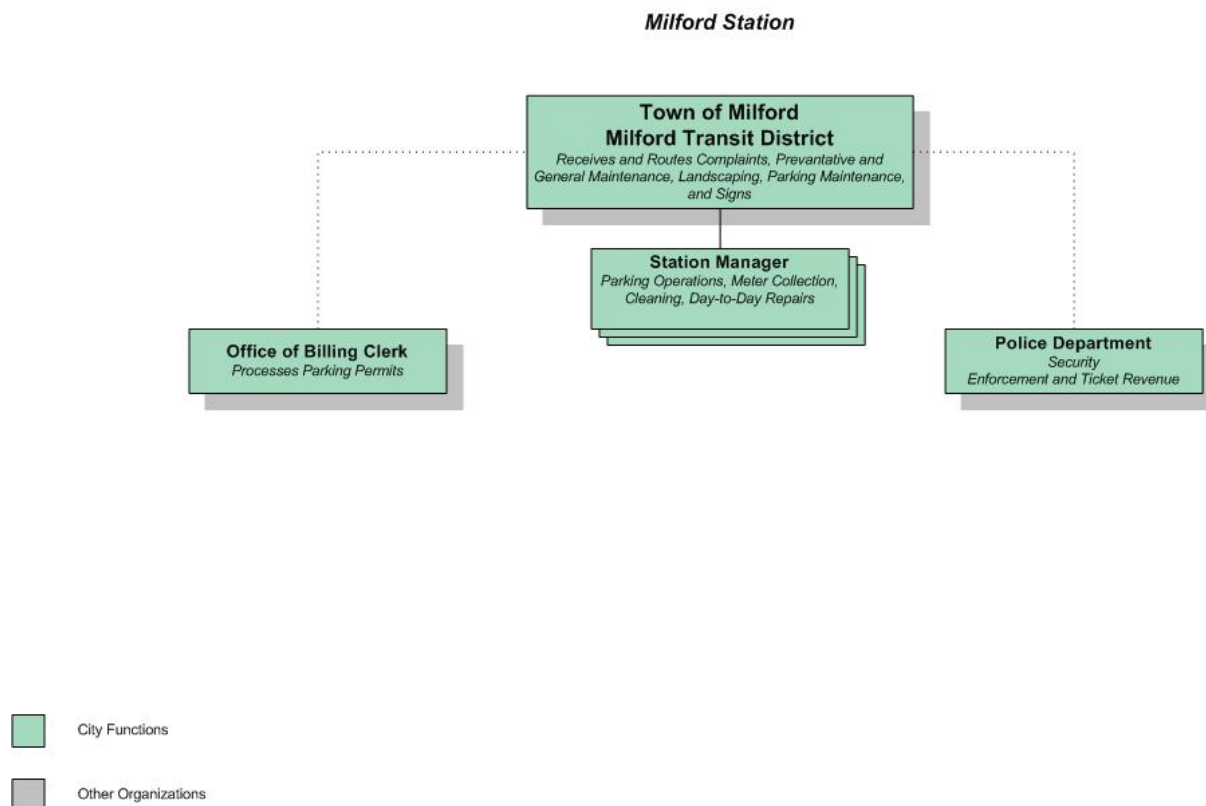 Milford Station
Town of Milford
Milford Transit District
Receives and Routes Complaints, Prevantative and
General Maintenance, Landscaping, Parking Maintenance,
and Signs
Station Manager
Parking Operations, Meter Collection,
Cleaning, Day-to-Day Repairs
Office of Billing Clerk
Processes Parking Permits
Police Department
Security
Enforcement and Ticket Revenue
City Functions
Other Organizations